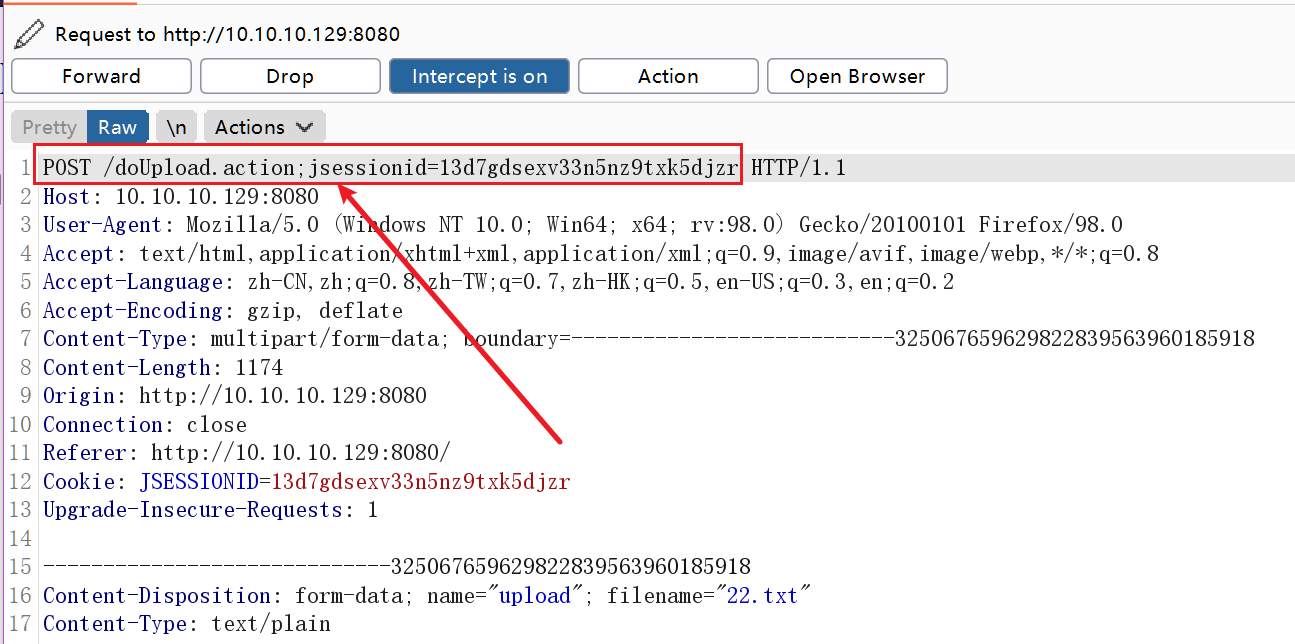 Request to http://10.10.10.129:8080
Forward Drop Intercept is on Action Open Browser
Pretty Raw \n Actions
1 POST /doUpload.action;jsessionid=13d7gdsexv33n5nz9txk5djzr HTTP/1.1
2 Host: 10.10.10.129:8080
3 User-Agent: Mozilla/5.0 (Windows NT 10.0; Win64; x64; rv:98.0) Gecko/20100101 Firefox/98.0
4 Accept: text/html,application/xhtml+xml,application/xml;q=0.9,image/avif,image/webp,*/*;q=0.8
5 Accept-Language: zh-CN,zh;q=0.8,zh-TW;q=0.7,zh-HK;q=0.5,en-US;q=0.3,en;q=0.2
6 Accept-Encoding: gzip, deflate
7 Content-Type: multipart/form-data; boundary=---------------------------3250676596298228395639601​85918
8 Content-Length: 1174
9 Origin: http://10.10.10.129:8080
10 Connection: close
11 Referer: http://10.10.10.129:8080/
12 Cookie: JSESSIONID=13d7gdsexv33n5nz9txk5djzr
13 Upgrade-Insecure-Requests: 1
14
15 -----------------------------325067659629822839563960185918
16 Content-Disposition: form-data; name="upload"; filename="22.txt"
17 Content-Type: text/plain